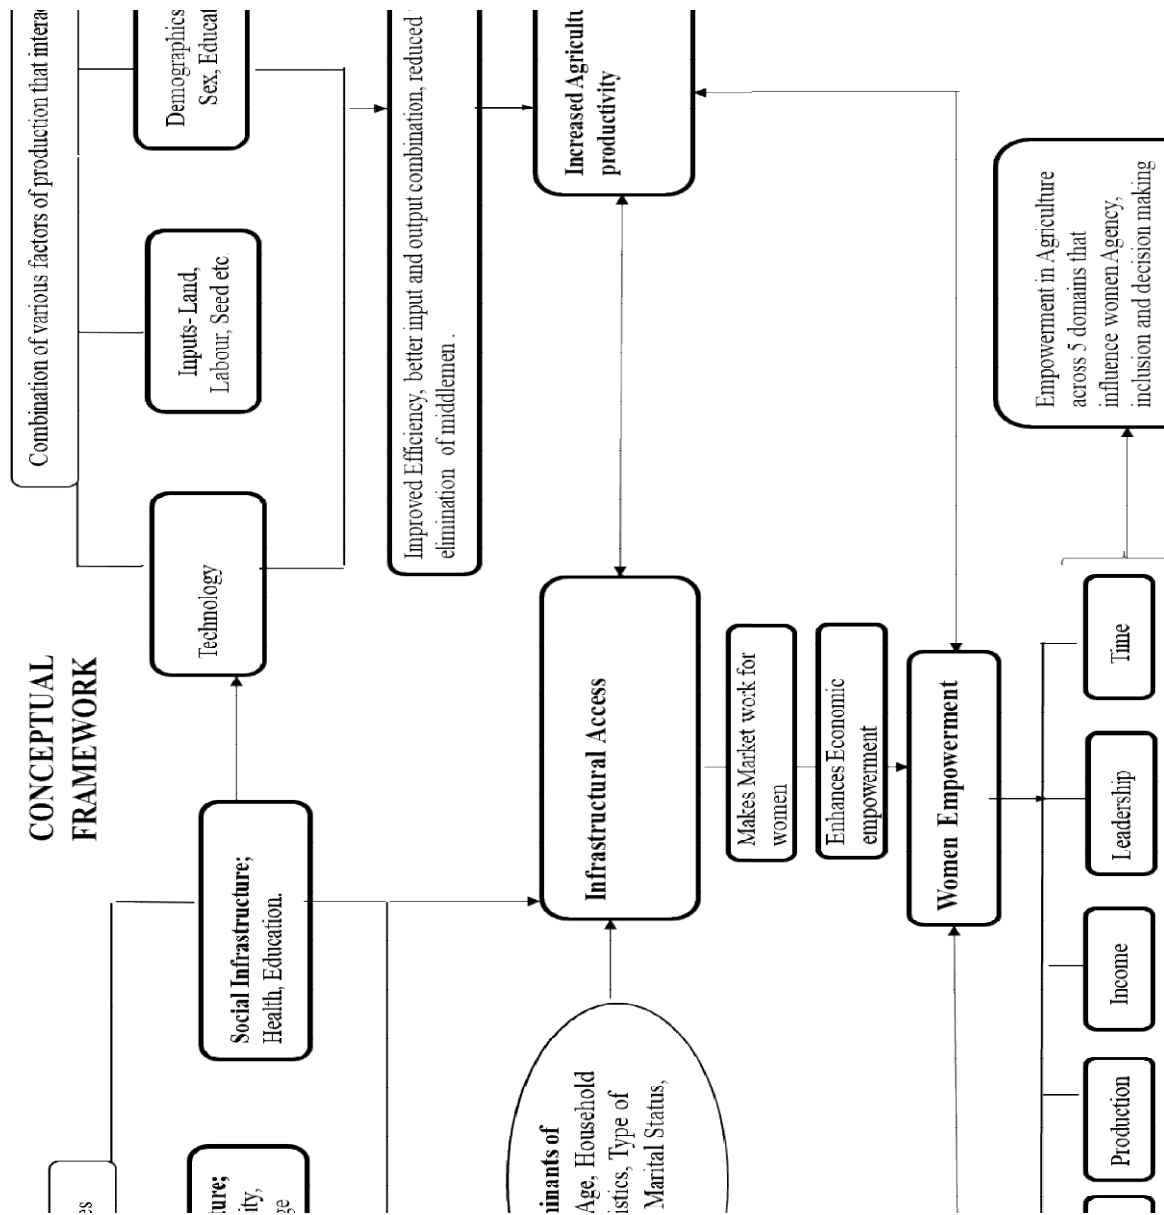 CONCEPTUAL
FRAMEWORK
Combination of various factors of production that interac
es
ture;
ity,
ge
Social Infrastructure;
Health, Education.
Technology
Inputs- Land,
Labour, Seed etc.
Demographics
Sex, Educat
Improved Efficiency, better input and output combination, reduced
elimination of middlemen .
ninants of
Age, Household
istics, Type of
Marital Status,
Infrastructural Access
Increased Agricultu
productivity
Makes Market work for
women
Enhances Economic
empowerment
Women Empowerment
Production
Income
Leadership
Time
Empowerment in Agriculture
across 5 domains that
influence women Agency,
inclusion and decision making